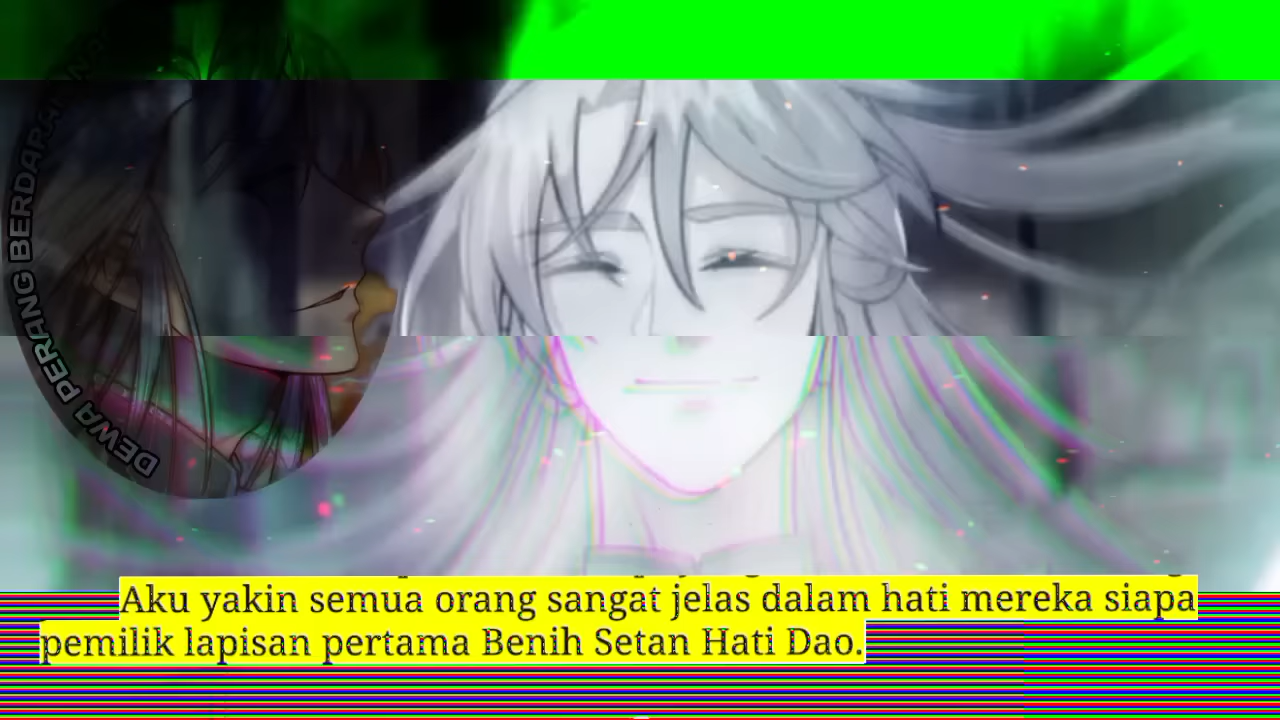 DEWA PERANG BERDARAH
Aku yakin semua orang sangat jelas dalam hati mereka siapa
pemilik lapisan pertama Benih Setan Hati Dao.